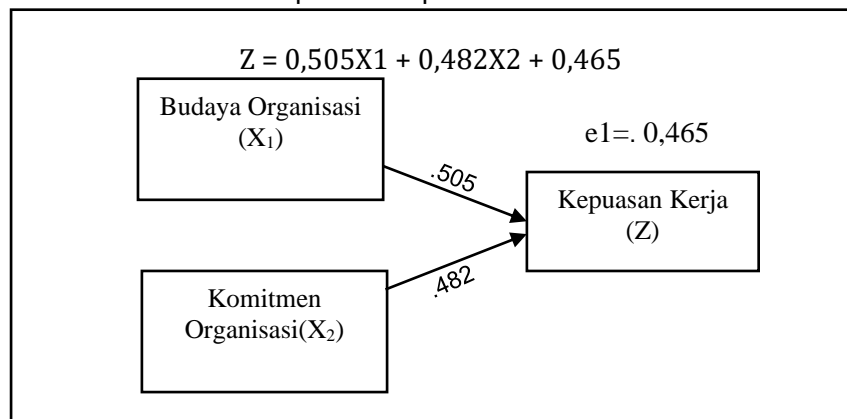 Z = 0,505X1 + 0,482X2 + 0,465
Budaya Organisasi
(X₁)
e1=. 0,465
.505
Kepuasan Kerja
(Z)
.482
Komitmen
Organisasi(X₂)